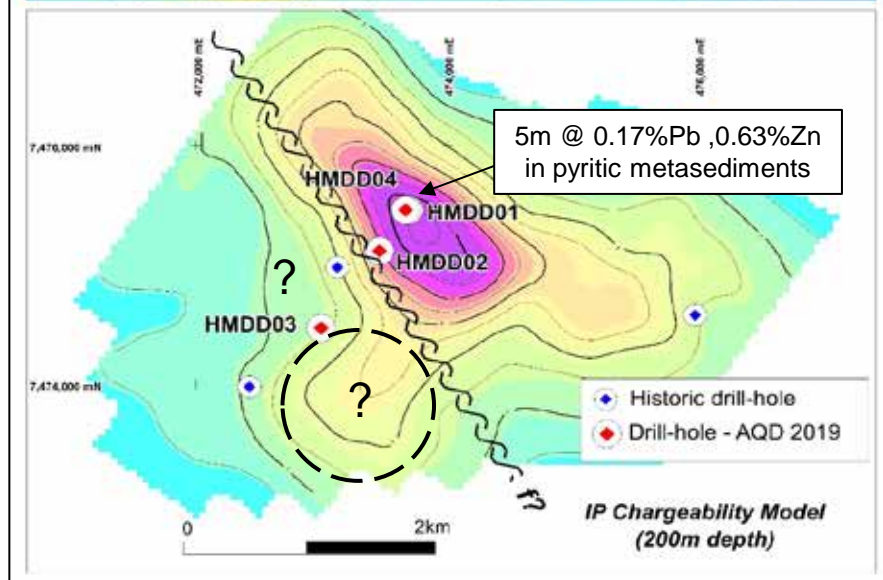 472,000 mE
474,000 mE
476,000 mE
7,476,000 mN
5m @ 0.17%Pb ,0.63%Zn
in pyritic metasediments
HMDD04
HMDD01
HMDD02
?
HMDD03
7,474,000 mN
?
Historic drill-hole
Drill-hole - AQD 2019
f?
IP Chargeability Model
(200m depth)
0
2km